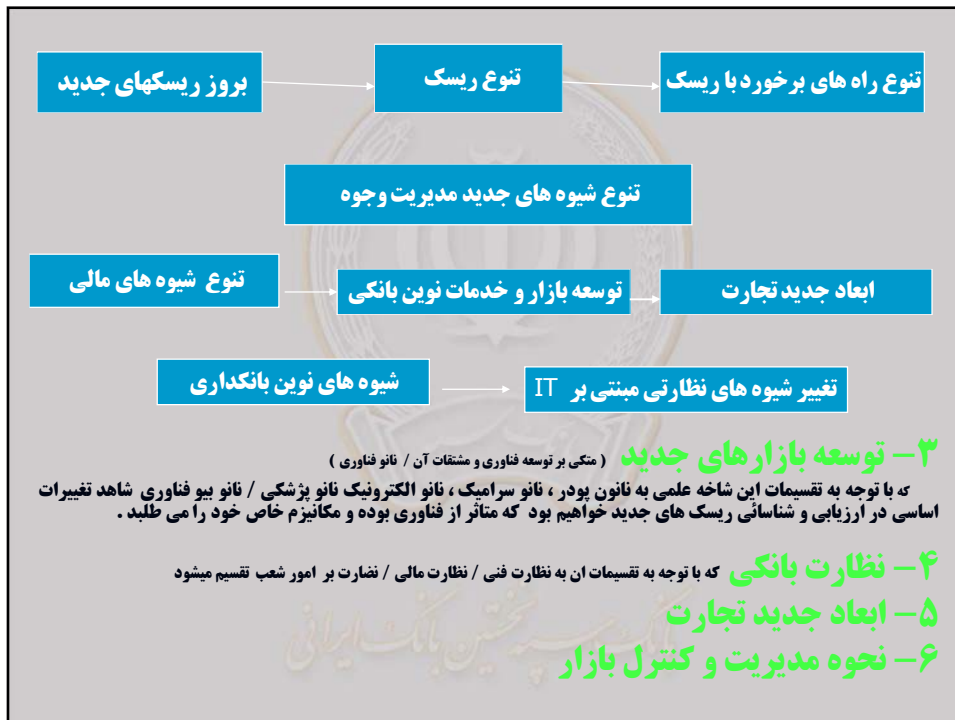 بروز ریسکهای جدید
تنوع ریسک
تنوع راه های برخورد با ریسک
تنوع شیوه های جدید مدیریت وجوه
تنوع شیوه های مالی
توسعه بازار و خدمات نوین بانکی
ابعاد جدید تجارت
شیوه های نوین بانکداری
تغییر شیوه های نظارتی مبنتی بر IT
۳- توسعه بازارهای جدید ( متکی بر توسعه فناوری و مشتقات آن / نانو فناوری )
که با توجه به تقسیمات این شاخه علمی به نانون پودر ، نانو سرامیک ، نانو الکترونیک نانو پژشکی / نانو بیو فناوری شاهد تغییرات
اساسی در ارزیابی و شناسائی ریسک های جدید خواهیم بود که متاثر از فناوری بوده و مکانیزم خاص خود را می طلبد .
۴- نظارت بانکی که با توجه به تقسیمات ان به نظارت فنی / نظارت مالی / نضارت بر امور شعب تقسیم میشود
۵- ابعاد جدید تجارت
۶- نحوه مدیریت و کنترل بازار
بانک سپه نخستین بانک ایرانی